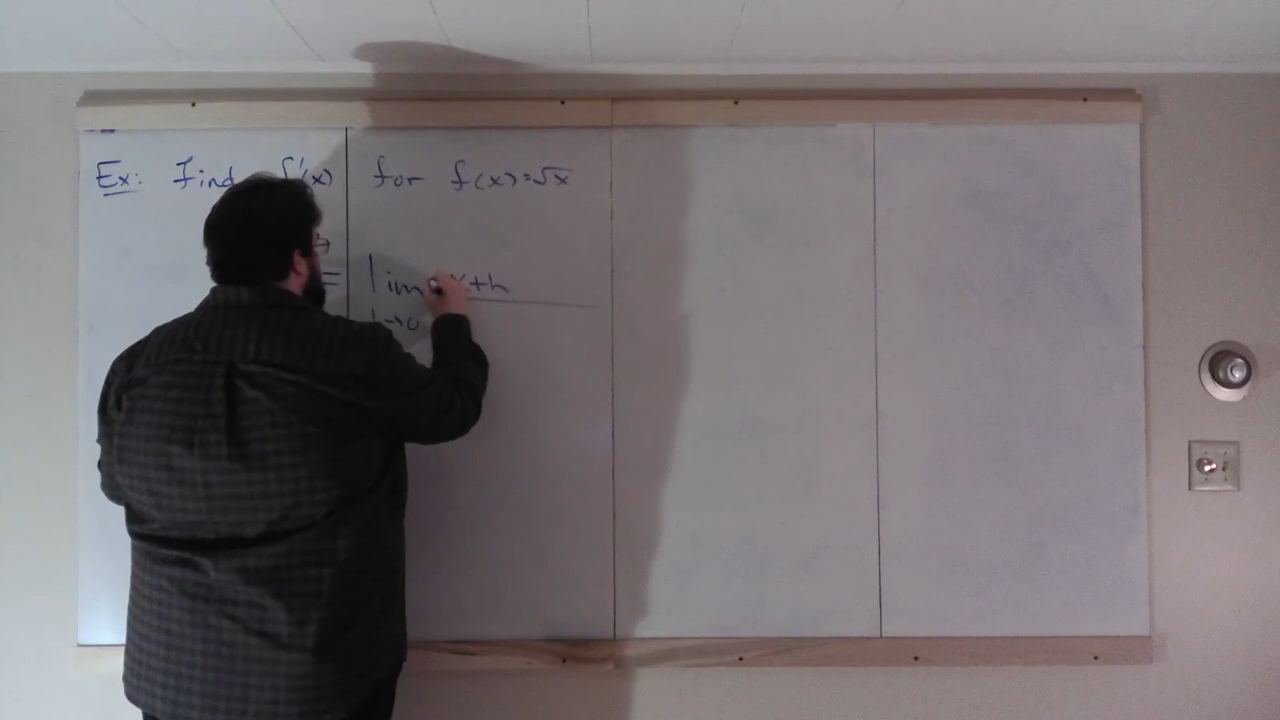 Ex: Find f'(x) for f(x)=√x
= lim x+h
h→0